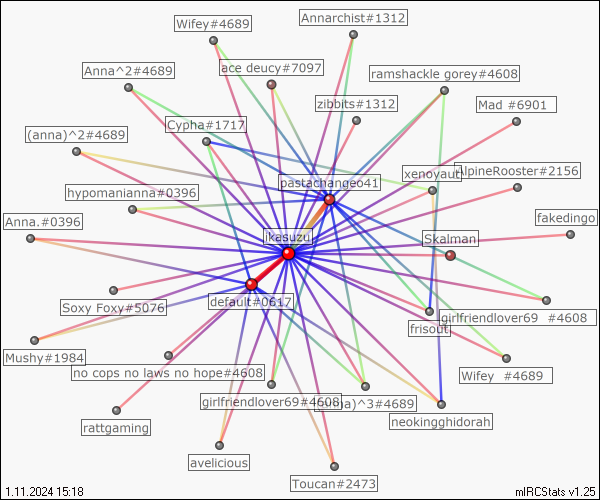 Annarchist#1312
Wifey#4689
ace deucy#7097
ramshackle gorey#4608
Anna^2#4689
zibbits#1312
Mad #6901
Cypha#1717
(anna)^2#4689
xenoyaut
AlpineRooster#2156
pastachangeo41
hypomanianna#0396
fakedingo
Anna.#0396
jkasuzu
Skalman
default#0617
Soxy Foxy#5076
girlfriendlover69 #4608
frisout
Mushy#1984
no cops no laws no hope#4608
Wifey #4689
girlfriendlover69#4608
)^3#4689
neokingghidorah
rattgaming
avelicious
Toucan#2473
1.11.2024 15:18
mIRCStats v1.25